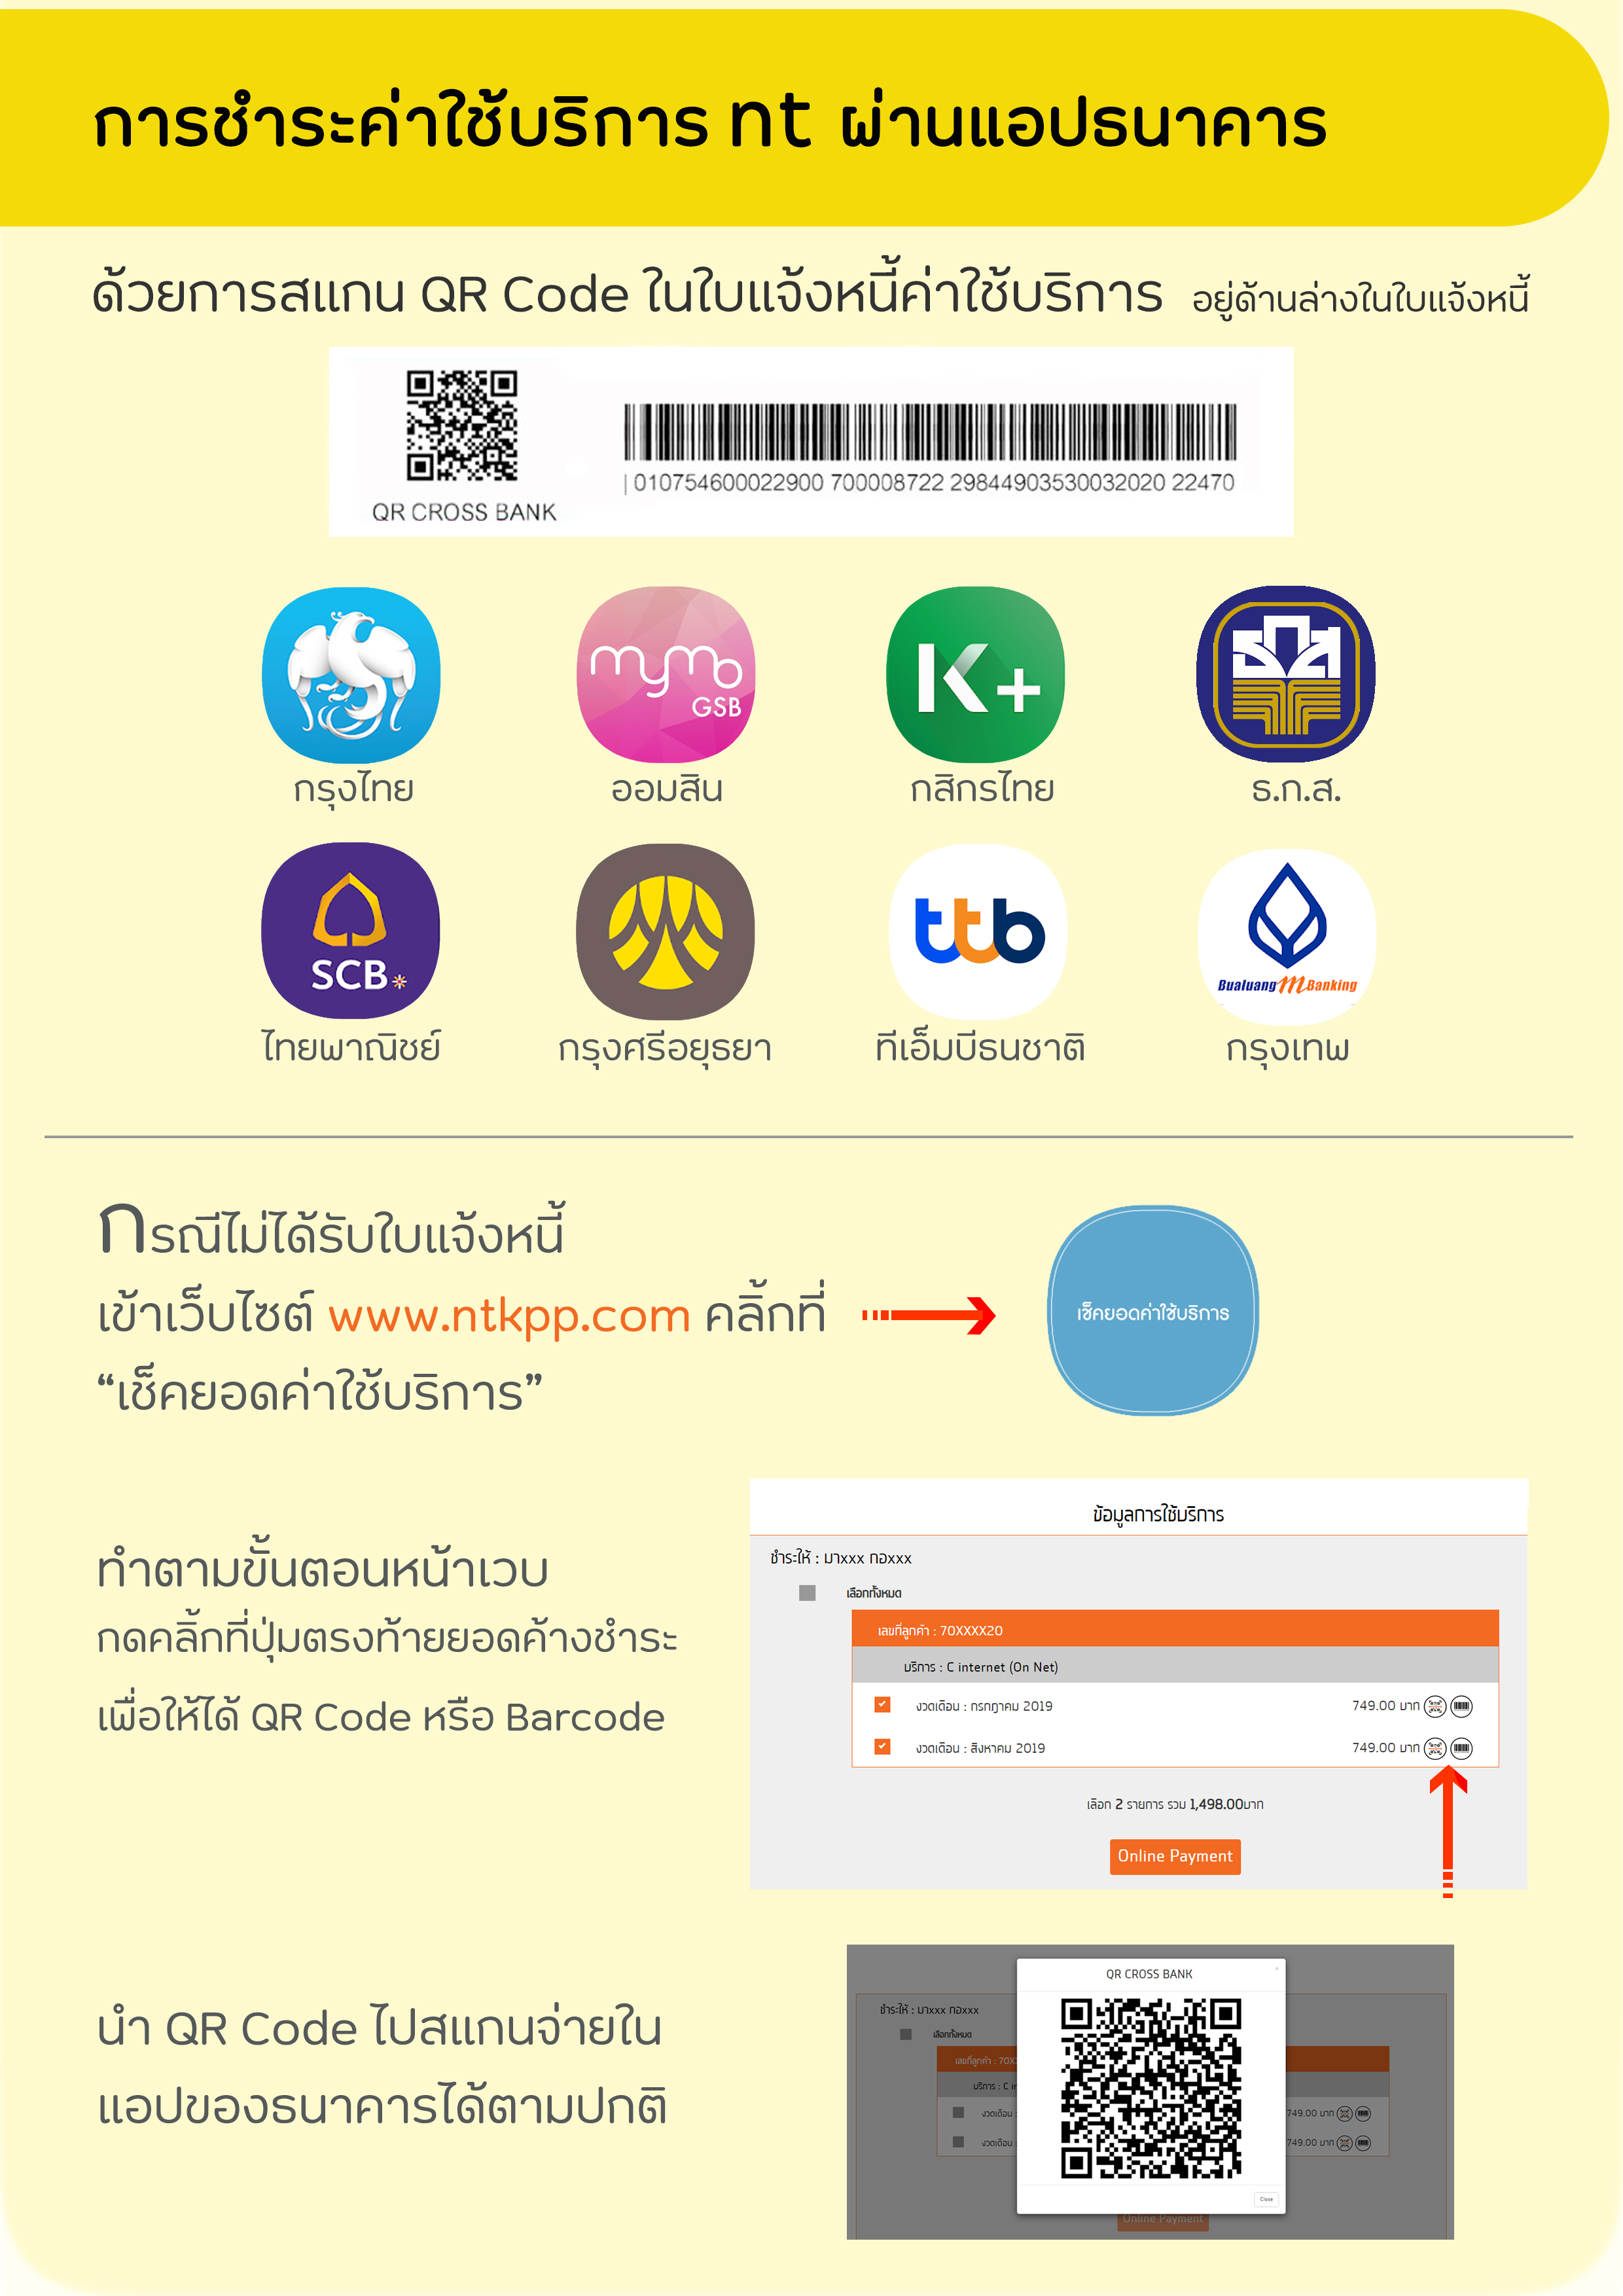 การชำระค่าใช้บริการ nt ผ่านแอปธนาคาร
ด้วยการสแกน QR Code ในใบแจ้งหนี้ค่าใช้บริการ อยู่ด้านล่างในใบแจ้งหนี้
QR CROSS BANK
| 010754600022900 700008722 29844903530032020 22470
mymo GSB
K+
กรุงไทย
ออมสิน
กสิกรไทย
ธ.ก.ส.
SCB
ttb
Bualuang mBanking
ไทยพาณิชย์
กรุงศรีอยุธยา
ทีเอ็มบีธนชาติ
กรุงเทพ
กรณีไม่ได้รับใบแจ้งหนี้
เข้าเว็บไซต์ www.ntkpp.com คลิ้กที่
“เช็คยอดค่าใช้บริการ”
เช็คยอดค่าใช้บริการ
ทำตามขั้นตอนหน้าเวบ
กดคลิ้กที่ปุ่มตรงท้ายยอดค้างชำระ
เพื่อให้ได้ QR Code หรือ Barcode
ข้อมูลการใช้บริการ
ชำระให้ : มาxxx กอxxx
เลือกทั้งหมด
เลขที่ลูกค้า : 70XXXX20
บริการ : C internet (On Net)
งวดเดือน : กรกฎาคม 2019 749.00 บาท
งวดเดือน : สิงหาคม 2019 749.00 บาท
เลือก 2 รายการ รวม 1,498.00บาท
Online Payment
นำ QR Code ไปสแกนจ่ายใน
แอปของธนาคารได้ตามปกติ
QR CROSS BANK
ชำระให้ : มาxxx กอxxx
เลือกทั้งหมด
เลขที่ลูกค้า : 70X
บริการ : C in
งวดเดือน : 749.00 บาท
งวดเดือน : 749.00 บาท
Close
Online Payment